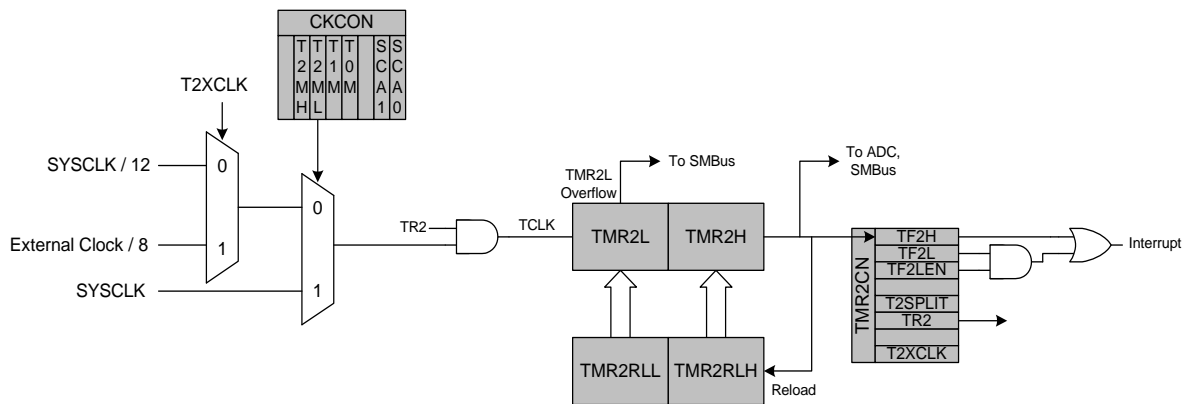 CKCON
T2MH
T2ML
T1M
T0M
SCA1
SCA0
T2XCLK
SYSCLK / 12
0
External Clock / 8
1
0
SYSCLK
1
TR2
TCLK
TMR2L
Overflow
To SMBus
To ADC,
SMBus
TMR2L
TMR2H
TMR2RLL
TMR2RLH
Reload
TMR2CN
TF2H
TF2L
TF2LEN
T2SPLIT
TR2
T2XCLK
Interrupt